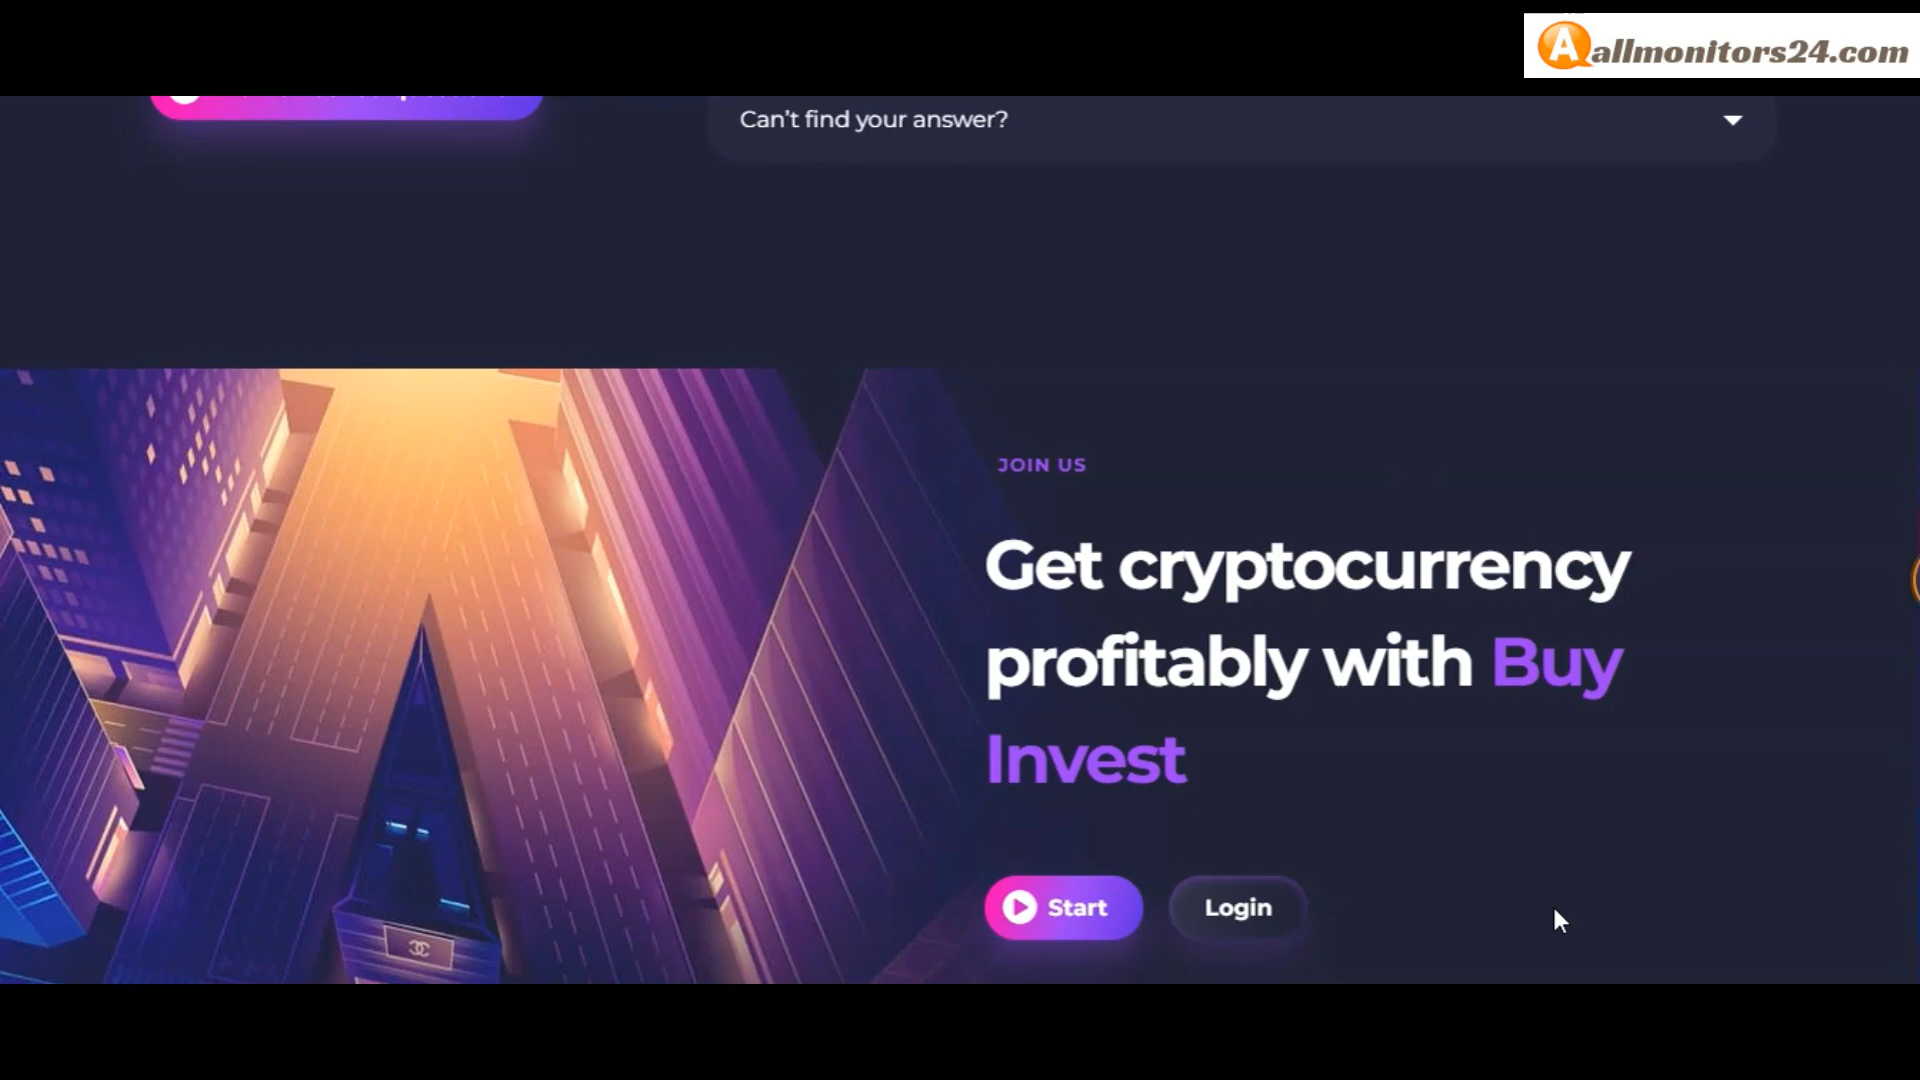 allmonitors24.com
Can't find your answer?
JOIN US
Get cryptocurrency
profitably with Buy
Invest
Start
Login